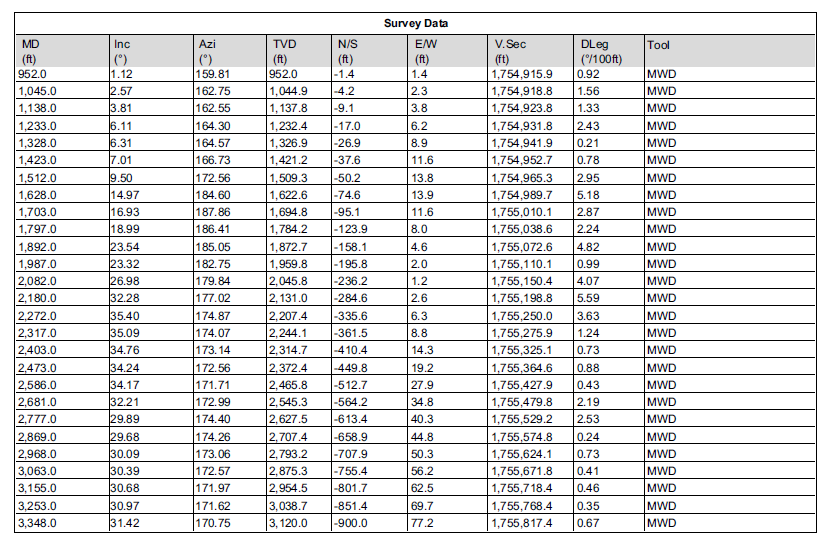 Survey Data
MD Inc Azi TVD N/S E/W V.Sec DLeg Tool
(ft) (°) (°) (ft) (ft) (ft) (ft) (°/100ft)
952.0 1.12 159.81 952.0 -1.4 1.4 1,754,915.9 0.92 MWD
1,045.0 2.57 162.75 1,044.9 -4.2 2.3 1,754,918.8 1.56 MWD
1,138.0 3.81 162.55 1,137.8 -9.1 3.8 1,754,923.8 1.33 MWD
1,233.0 6.11 164.30 1,232.4 -17.0 6.2 1,754,931.8 2.43 MWD
1,328.0 6.31 164.57 1,326.9 -26.9 8.9 1,754,941.9 0.21 MWD
1,423.0 7.01 166.73 1,421.2 -37.6 11.6 1,754,952.7 0.78 MWD
1,512.0 9.50 172.56 1,509.3 -50.2 13.8 1,754,965.3 2.95 MWD
1,628.0 14.97 184.60 1,622.6 -74.6 13.9 1,754,989.7 5.18 MWD
1,703.0 16.93 187.86 1,694.8 -95.1 11.6 1,755,010.1 2.87 MWD
1,797.0 18.99 186.41 1,784.2 -123.9 8.0 1,755,038.6 2.24 MWD
1,892.0 23.54 185.05 1,872.7 -158.1 4.6 1,755,072.6 4.82 MWD
1,987.0 23.32 182.75 1,959.8 -195.8 2.0 1,755,110.1 0.99 MWD
2,082.0 26.98 179.84 2,045.8 -236.2 1.2 1,755,150.4 4.07 MWD
2,180.0 32.28 177.02 2,131.0 -284.6 2.6 1,755,198.8 5.59 MWD
2,272.0 35.40 174.87 2,207.4 -335.6 6.3 1,755,250.0 3.63 MWD
2,317.0 35.09 174.07 2,244.1 -361.5 8.8 1,755,275.9 1.24 MWD
2,403.0 34.76 173.14 2,314.7 -410.4 14.3 1,755,325.1 0.73 MWD
2,473.0 34.24 172.56 2,372.4 -449.8 19.2 1,755,364.6 0.88 MWD
2,586.0 34.17 171.71 2,465.8 -512.7 27.9 1,755,427.9 0.43 MWD
2,681.0 32.21 172.99 2,545.3 -564.2 34.8 1,755,479.8 2.19 MWD
2,777.0 29.89 174.40 2,627.5 -613.4 40.3 1,755,529.2 2.53 MWD
2,869.0 29.68 174.26 2,707.4 -658.9 44.8 1,755,574.8 0.24 MWD
2,968.0 30.09 173.06 2,793.2 -707.9 50.3 1,755,624.1 0.73 MWD
3,063.0 30.39 172.57 2,875.3 -755.4 56.2 1,755,671.8 0.41 MWD
3,155.0 30.68 171.97 2,954.5 -801.7 62.5 1,755,718.4 0.46 MWD
3,253.0 30.97 171.62 3,038.7 -851.4 69.7 1,755,768.4 0.35 MWD
3,348.0 31.42 170.75 3,120.0 -900.0 77.2 1,755,817.4 0.67 MWD